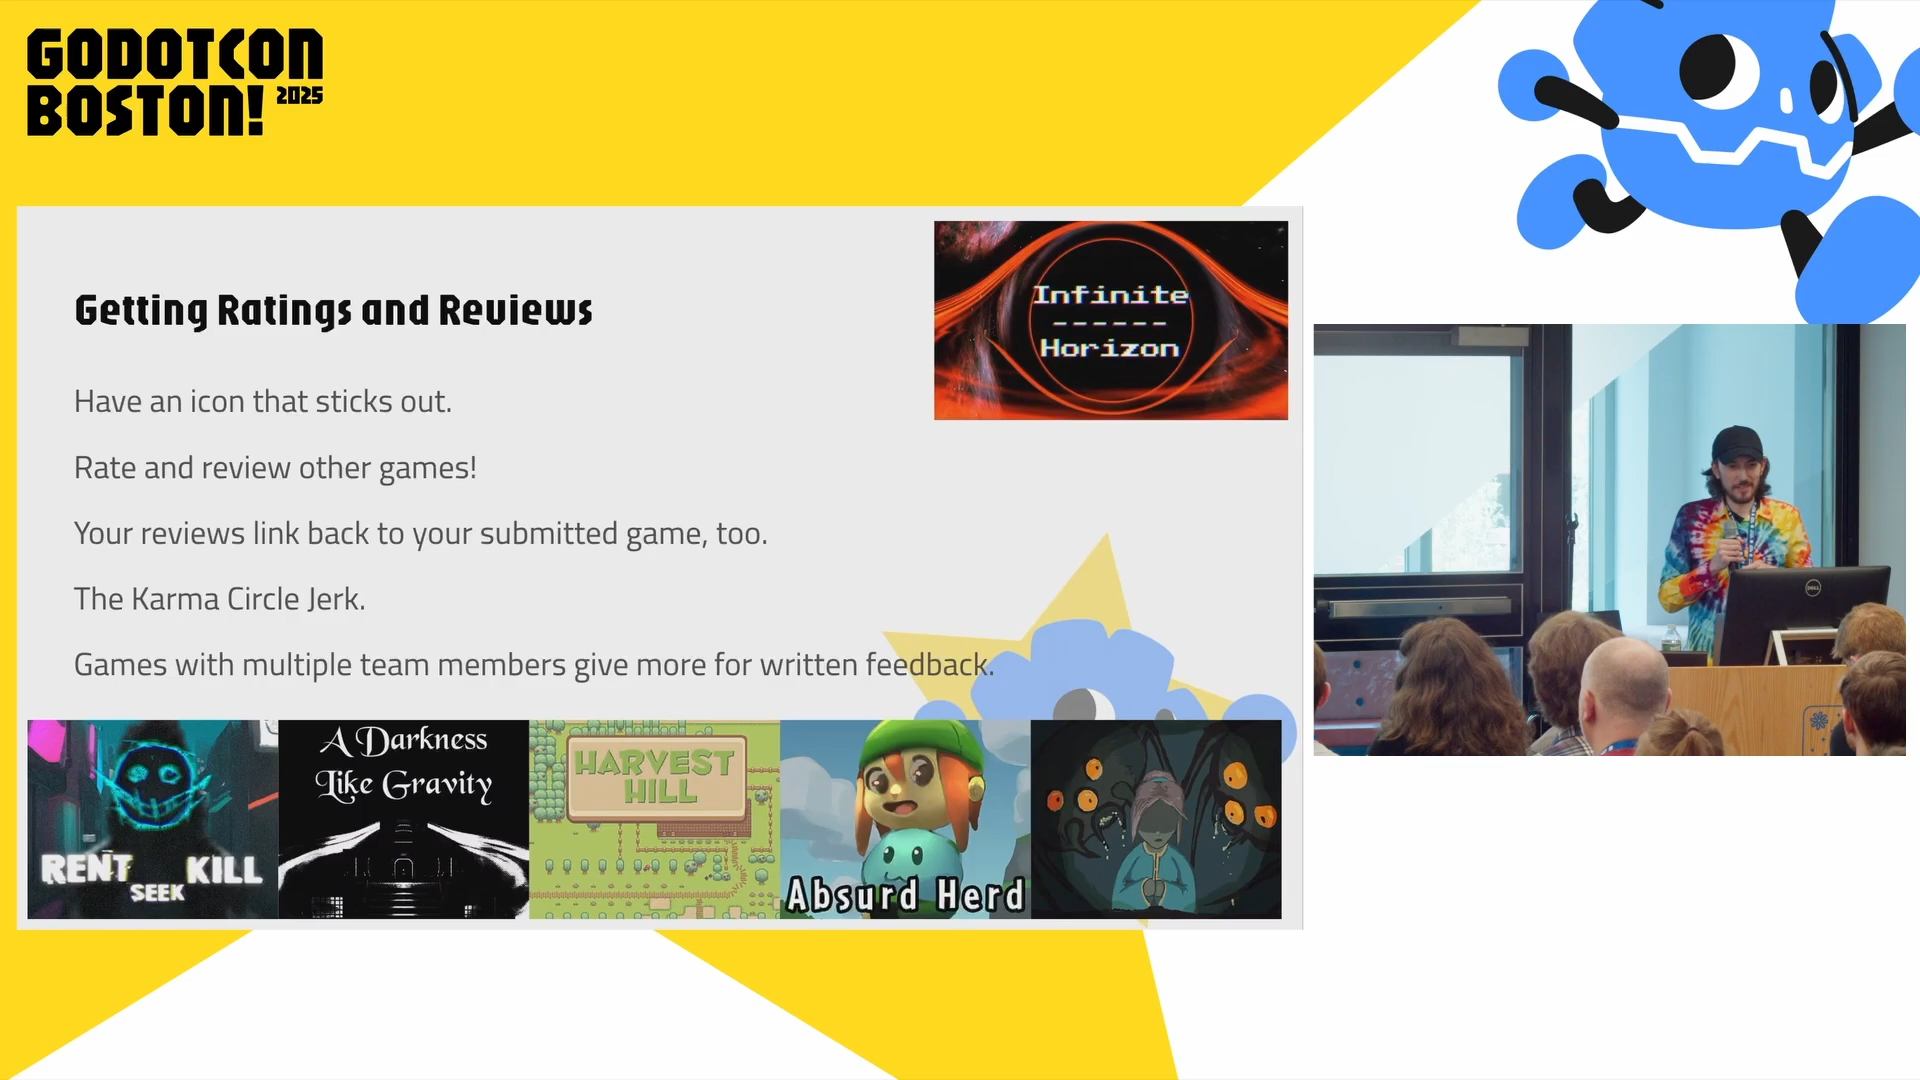 GODOTCON
BOSTON! 2025
Getting Ratings and Reviews
Have an icon that sticks out.
Rate and review other games!
Your reviews link back to your submitted game, too.
The Karma Circle Jerk.
Games with multiple team members give more for written feedback.
Infinite
------
Horizon
RENT KILL
SEEK
A Darkness
Like Gravity
HARVEST
HILL
Absurd Herd
DELL